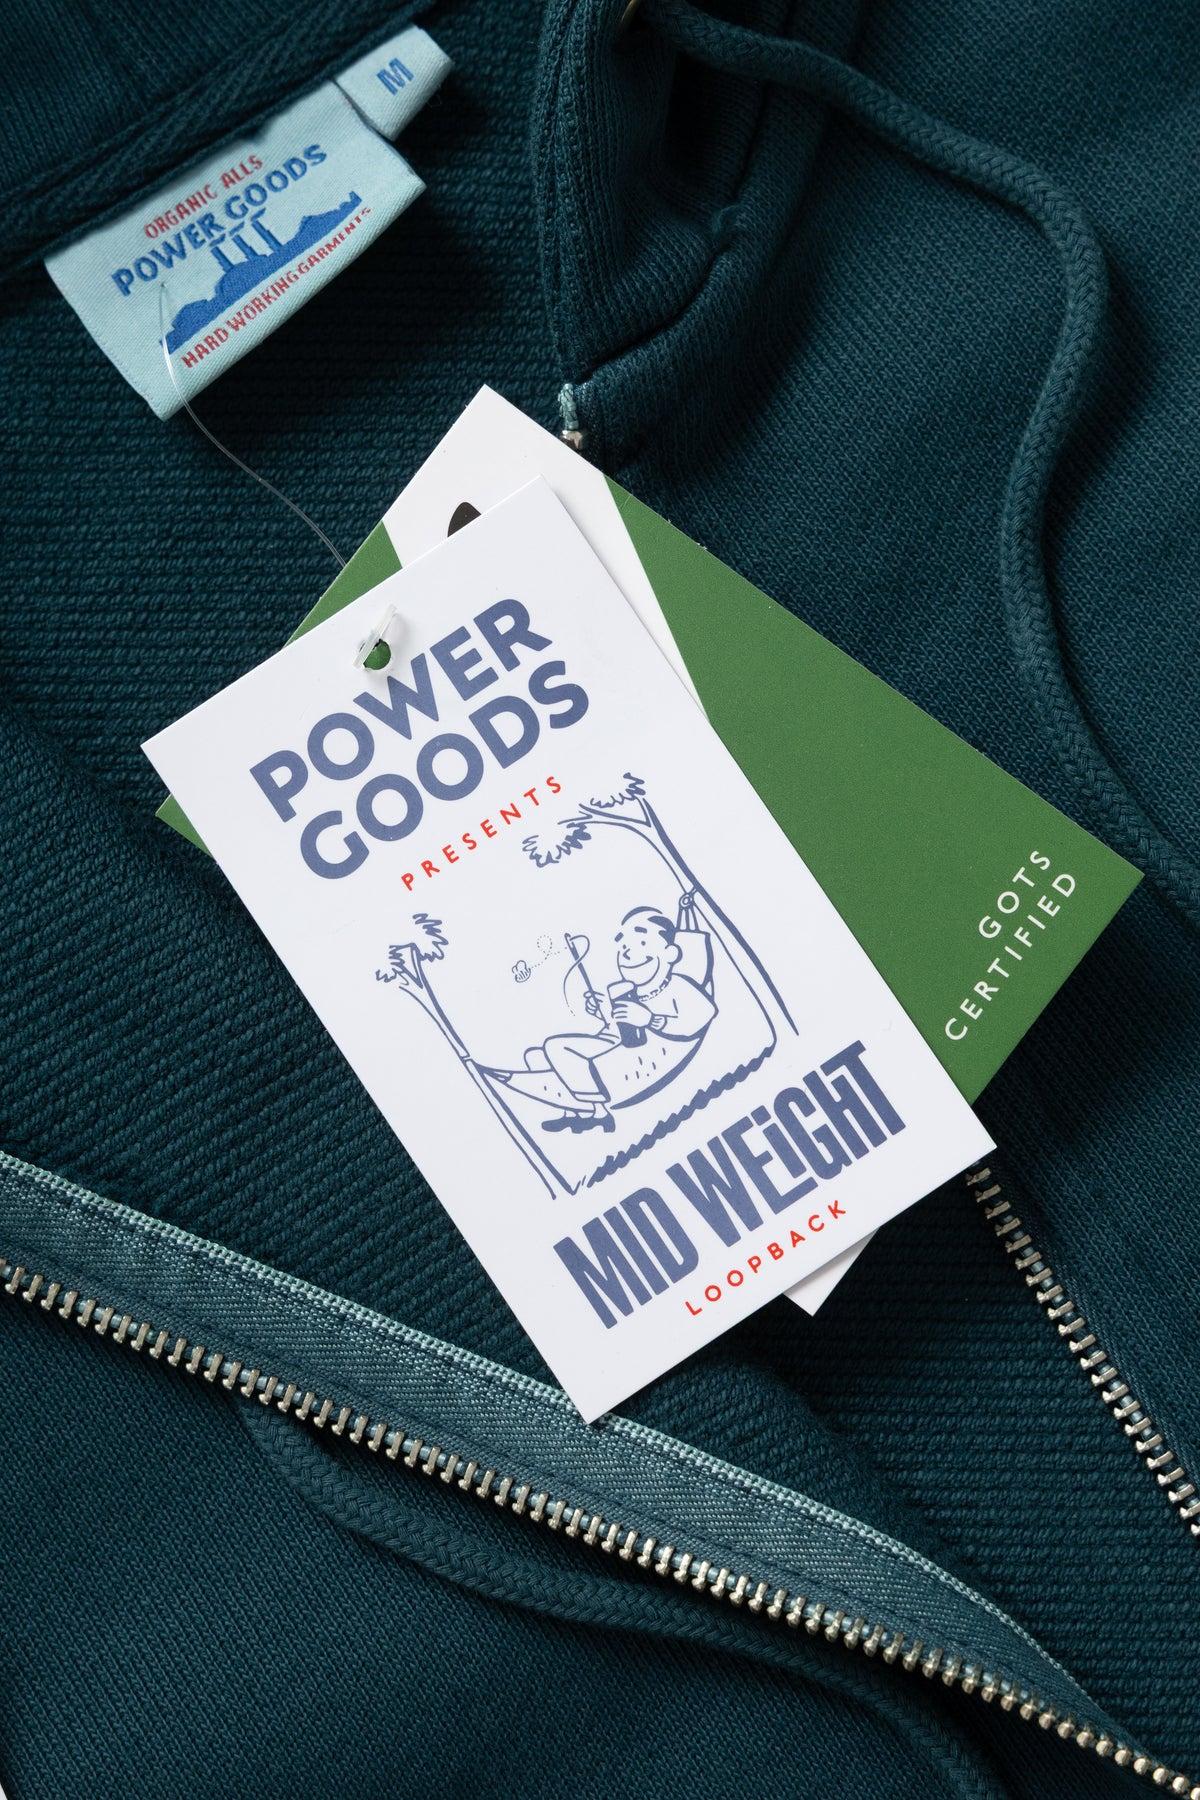 M
ORGANIC ALLS
POWER GOODS
HARD WORKING GARMENTS
POWER
GOODS
PRESENTS
MID WEIGHT
LOOPBACK
GOTS
CERTIFIED